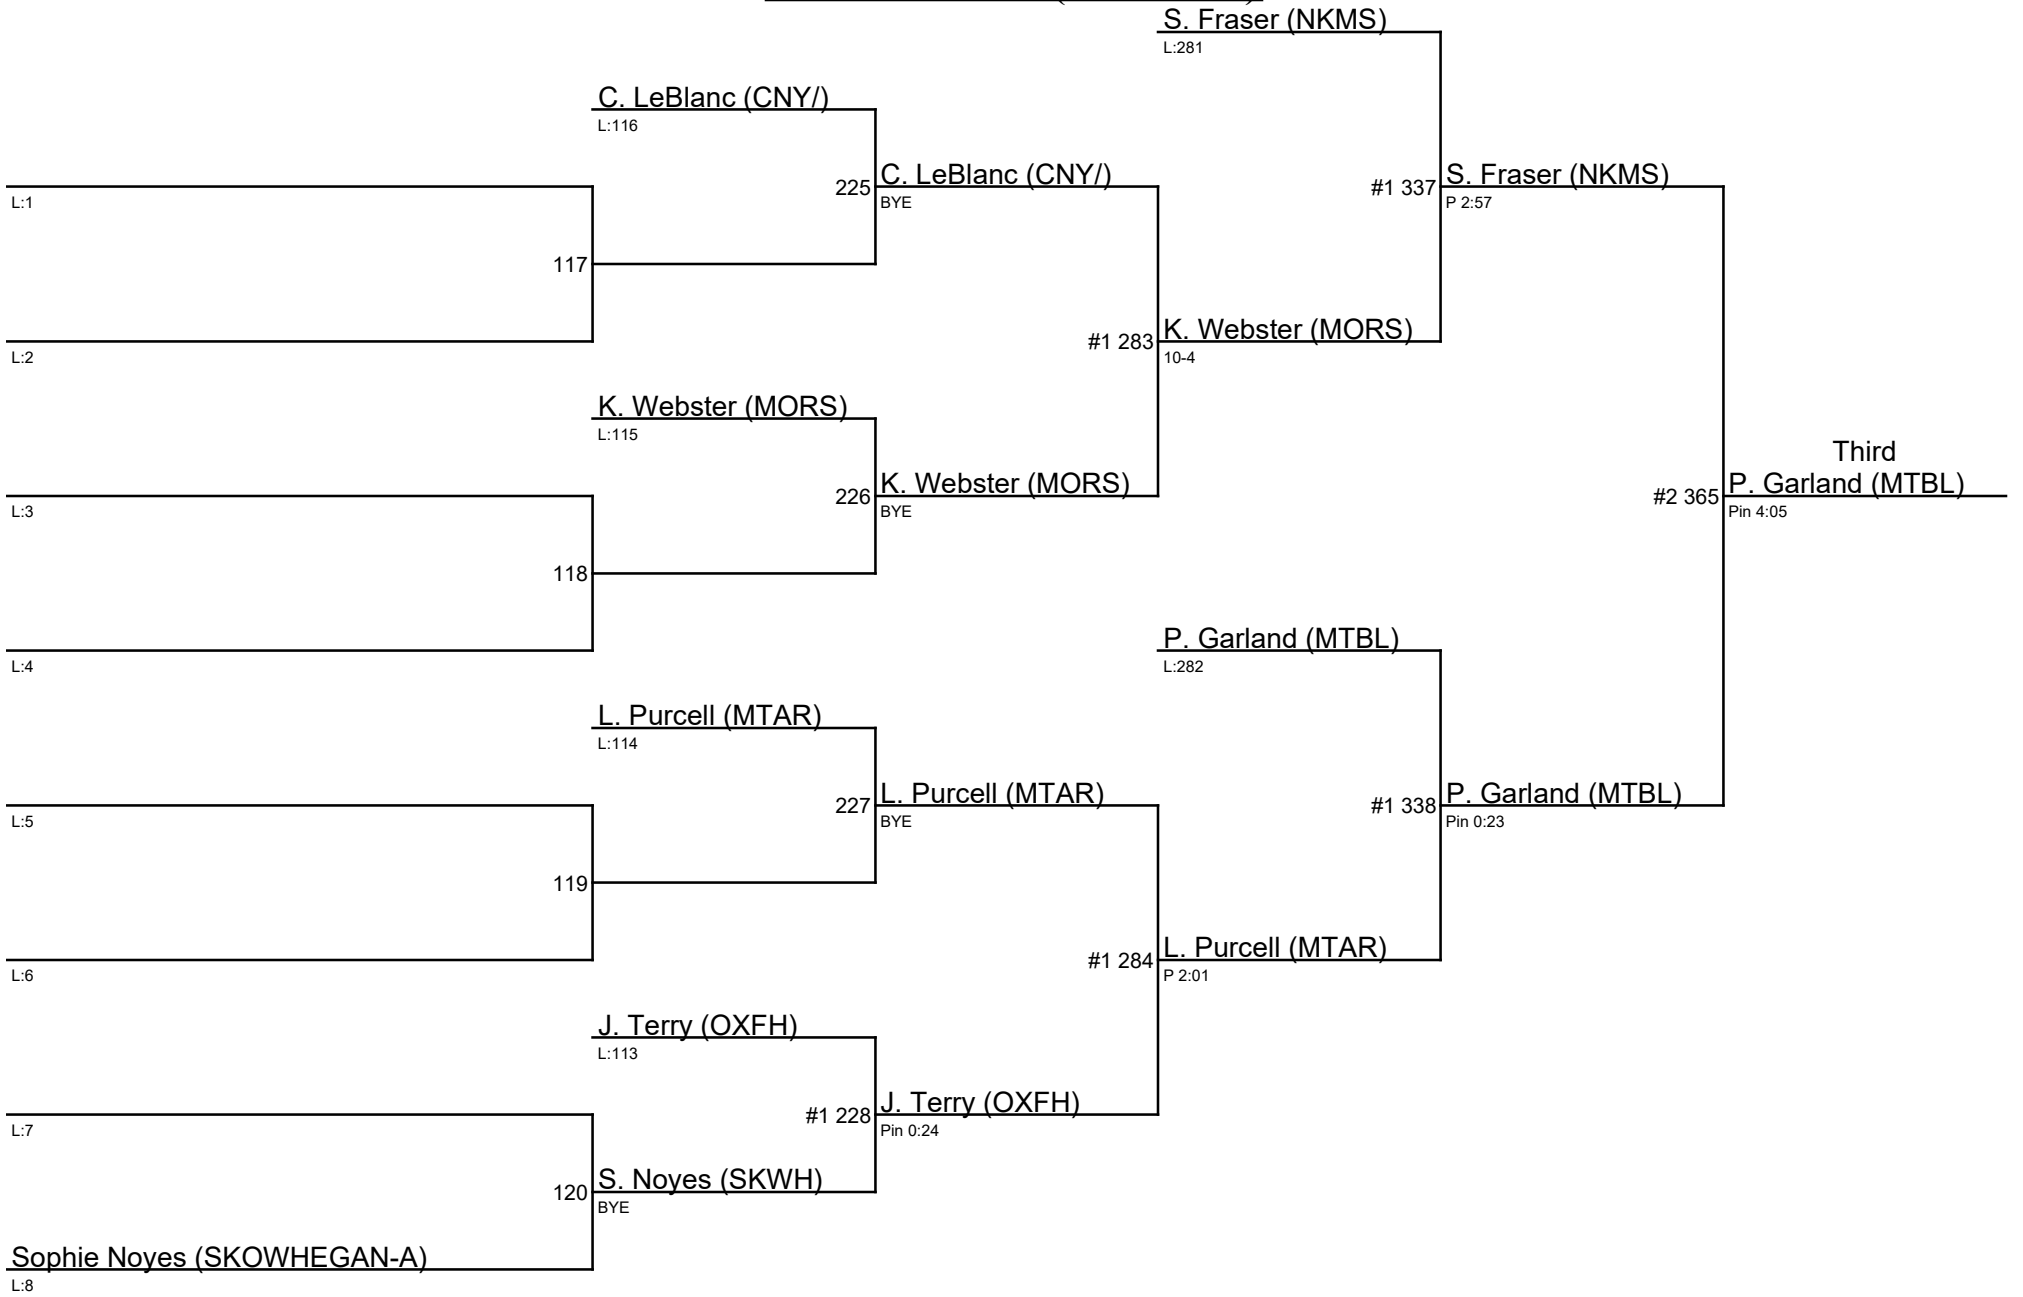 S. Fraser (NKMS)
L:281
C. LeBlanc (CNY/)
L:116
225
C. LeBlanc (CNY/)
BYE
#1 337
S. Fraser (NKMS)
P 2:57
L:1
117
L:2
#1 283
K. Webster (MORS)
10-4
K. Webster (MORS)
L:115
Third
226
K. Webster (MORS)
BYE
#2 365
P. Garland (MTBL)
Pin 4:05
L:3
118
L:4
P. Garland (MTBL)
L:282
L. Purcell (MTAR)
L:114
227
L. Purcell (MTAR)
BYE
#1 338
P. Garland (MTBL)
Pin 0:23
L:5
119
L:6
#1 284
L. Purcell (MTAR)
P 2:01
J. Terry (OXFH)
L:113
#1 228
J. Terry (OXFH)
Pin 0:24
L:7
120
S. Noyes (SKWH)
BYE
Sophie Noyes (SKOWHEGAN-A)
L:8